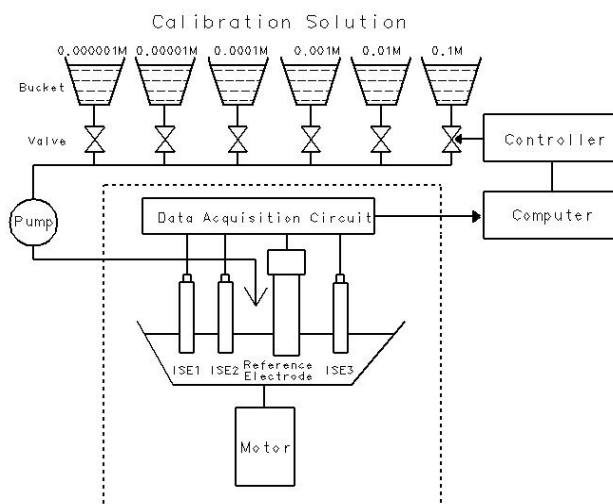 Calibration Solution
0.000001M 0.00001M 0.0001M 0.001M 0.01M 0.1M
Bucket
Valve
Controller
Computer
Pump
Data Acquisition Circuit
ISE1 ISE2 Reference Electrode ISE3
Motor